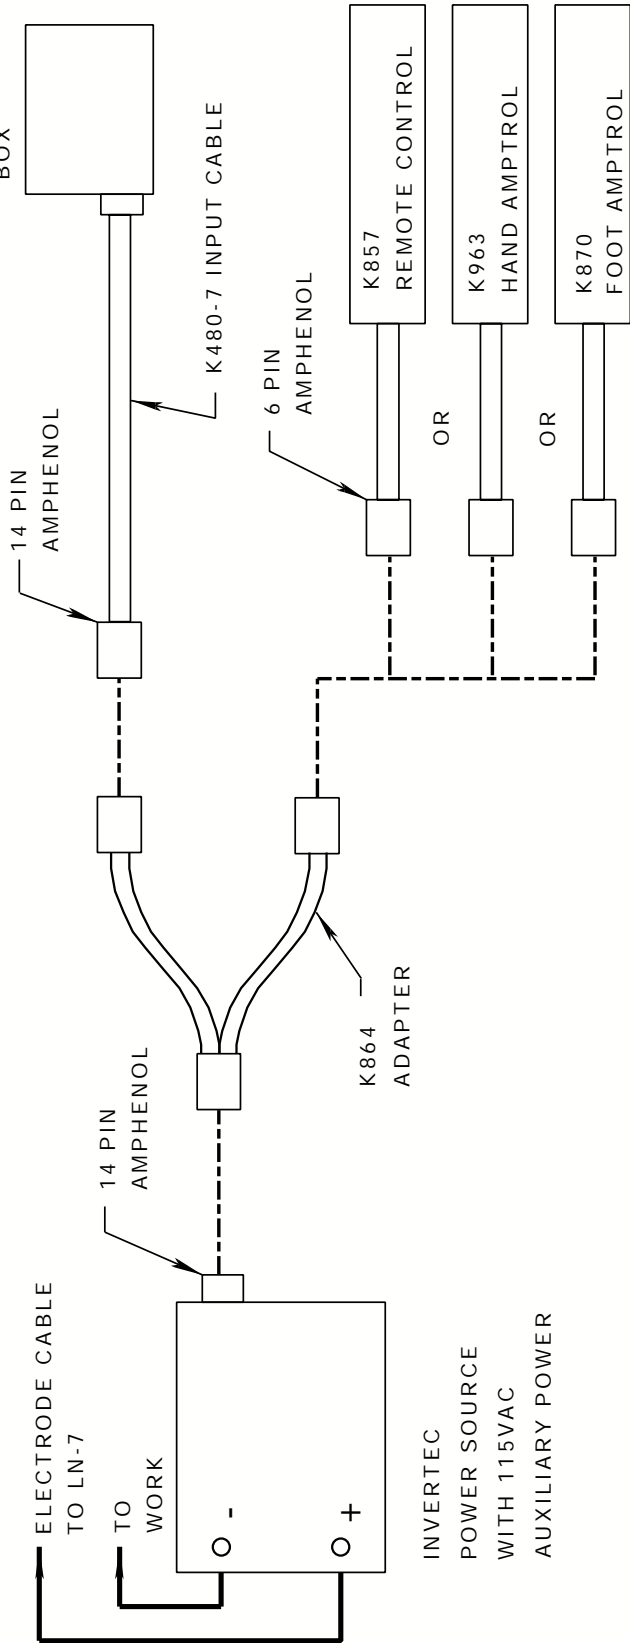 BOX
14 PIN
AMPHENOL
K480-7 INPUT CABLE
6 PIN
AMPHENOL
K857
REMOTE CONTROL
OR
K963
HAND AMPTROL
OR
K870
FOOT AMPTROL
K864
ADAPTER
14 PIN
AMPHENOL
ELECTRODE CABLE
TO LN-7
TO
WORK
-
+
INVERTEC
POWER SOURCE
WITH 115VAC
AUXILIARY POWER